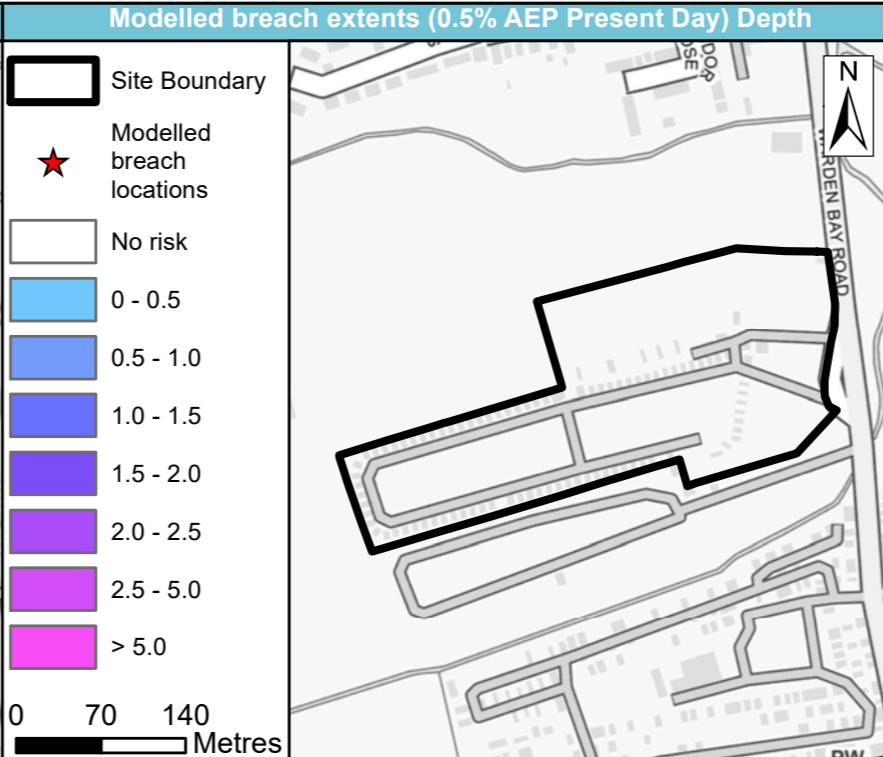 Modelled breach extents (0.5% AEP Present Day) Depth
Site Boundary
Modelled
breach
locations
No risk
0 - 0.5
0.5 - 1.0
1.0 - 1.5
1.5 - 2.0
2.0 - 2.5
2.5 - 5.0
> 5.0
0 70 140
Metres
N
RDEN BAY ROAD
PW